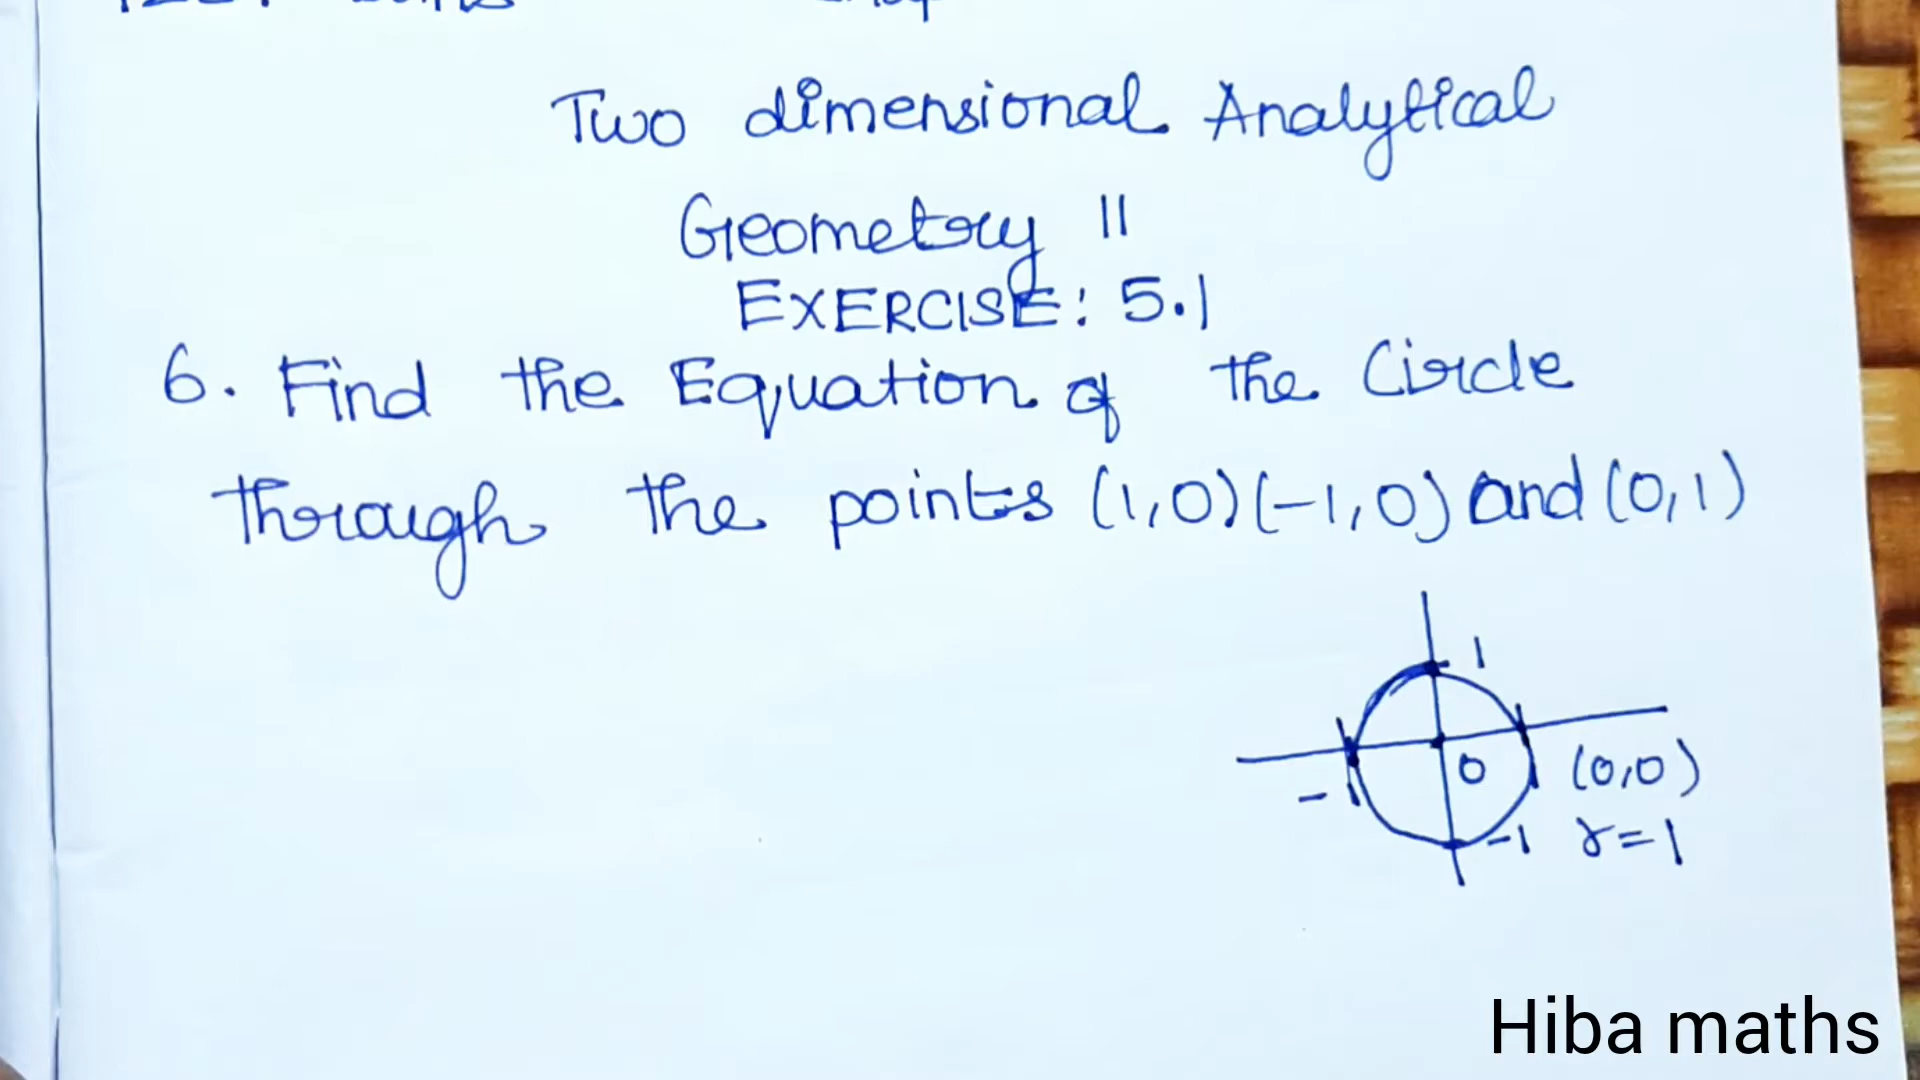 Two dimensional Analytical
Geometry II
EXERCISE: 5.1
6. Find the Equation of the Circle
through the points (1,0)(-1,0) and (0,1)
1
-1 0 1 (0,0)
-1 r=1
Hiba maths